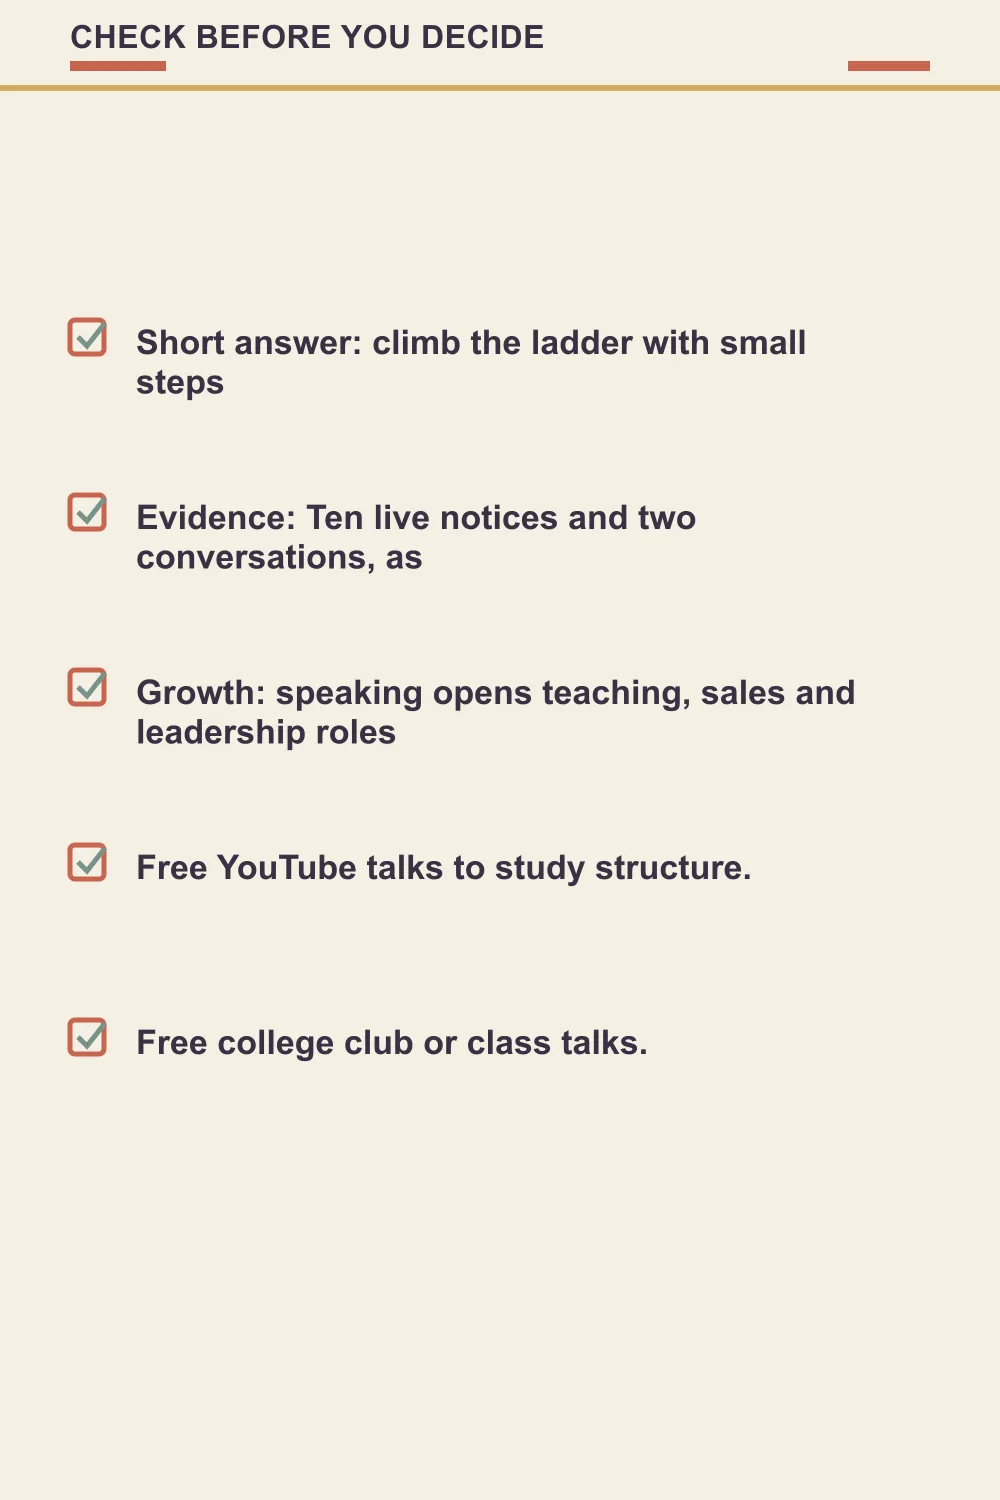 CHECK BEFORE YOU DECIDE
Short answer: climb the ladder with small
steps
Evidence: Ten live notices and two
conversations, as
Growth: speaking opens teaching, sales and
leadership roles
Free YouTube talks to study structure.
Free college club or class talks.